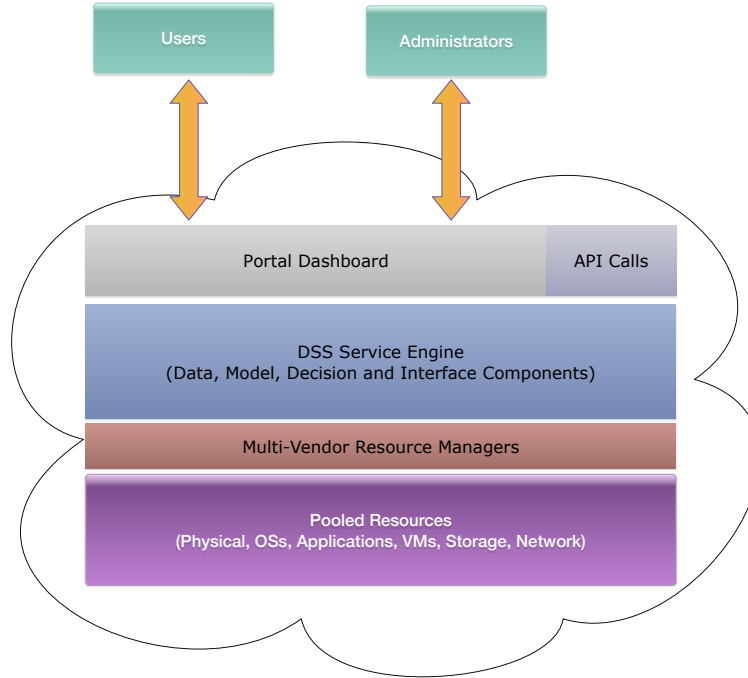 Users
Administrators
Portal Dashboard
API Calls
DSS Service Engine
(Data, Model, Decision and Interface Components)
Multi-Vendor Resource Managers
Pooled Resources
(Physical, OSs, Applications, VMs, Storage, Network)